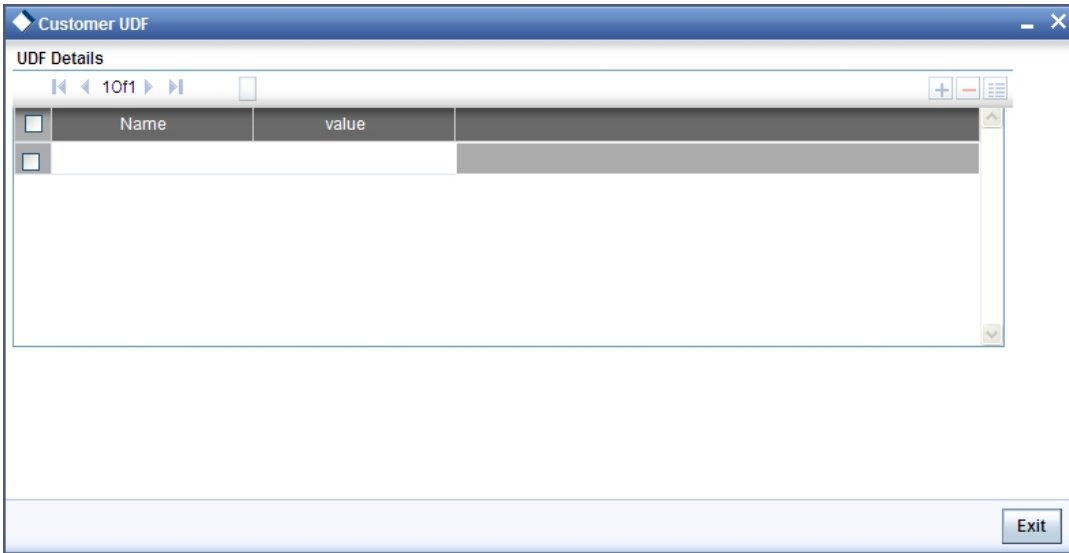 Customer UDF
UDF Details
1Of1
Name value
Exit